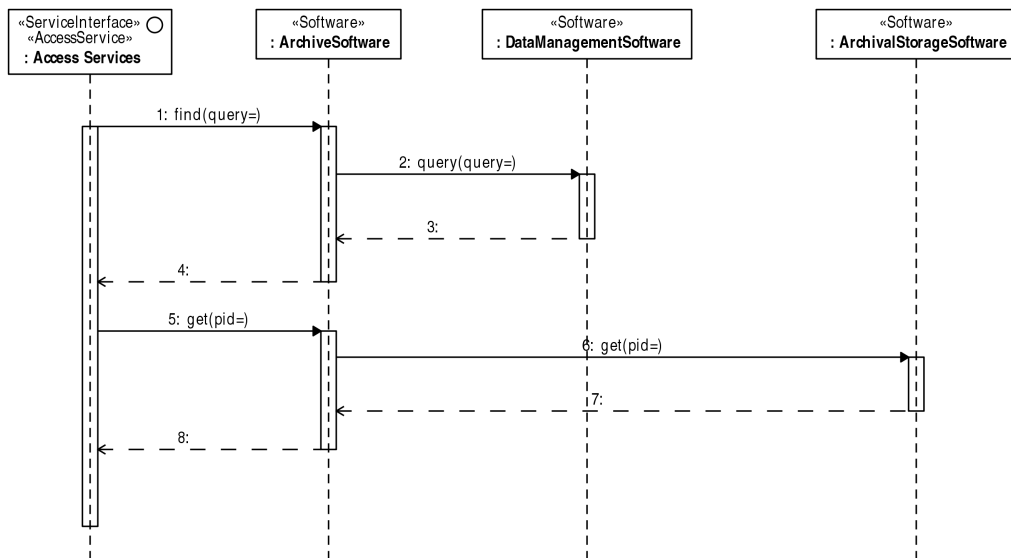 «ServiceInterface»
«AccessService»
: Access Services
«Software»
: ArchiveSoftware
«Software»
: DataManagementSoftware
«Software»
: ArchivalStorageSoftware
1: find(query=)
2: query(query=)
3:
4:
5: get(pid=)
6: get(pid=)
7:
8: